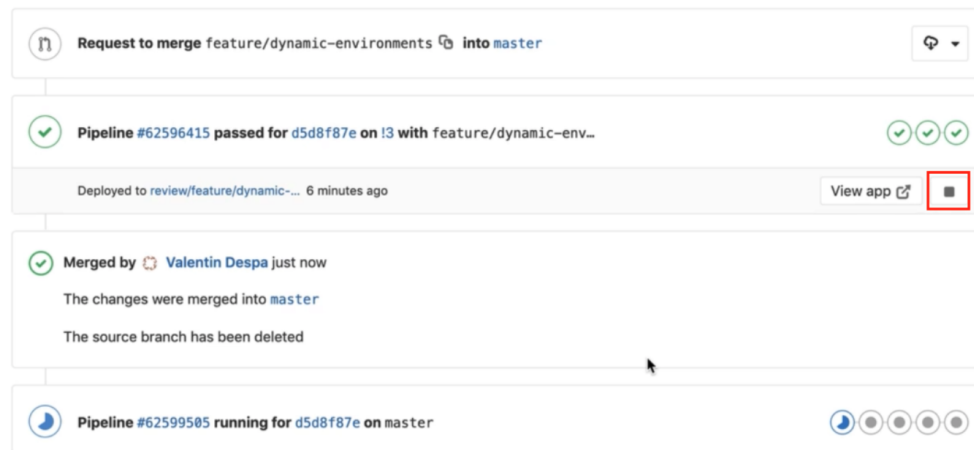 Request to merge feature/dynamic-environments into master
Pipeline #62596415 passed for d5d8f87e on !3 with feature/dynamic-env…
Deployed to review/feature/dynamic-... 6 minutes ago View app
Merged by Valentin Despa just now
The changes were merged into master
The source branch has been deleted
Pipeline #62599505 running for d5d8f87e on master